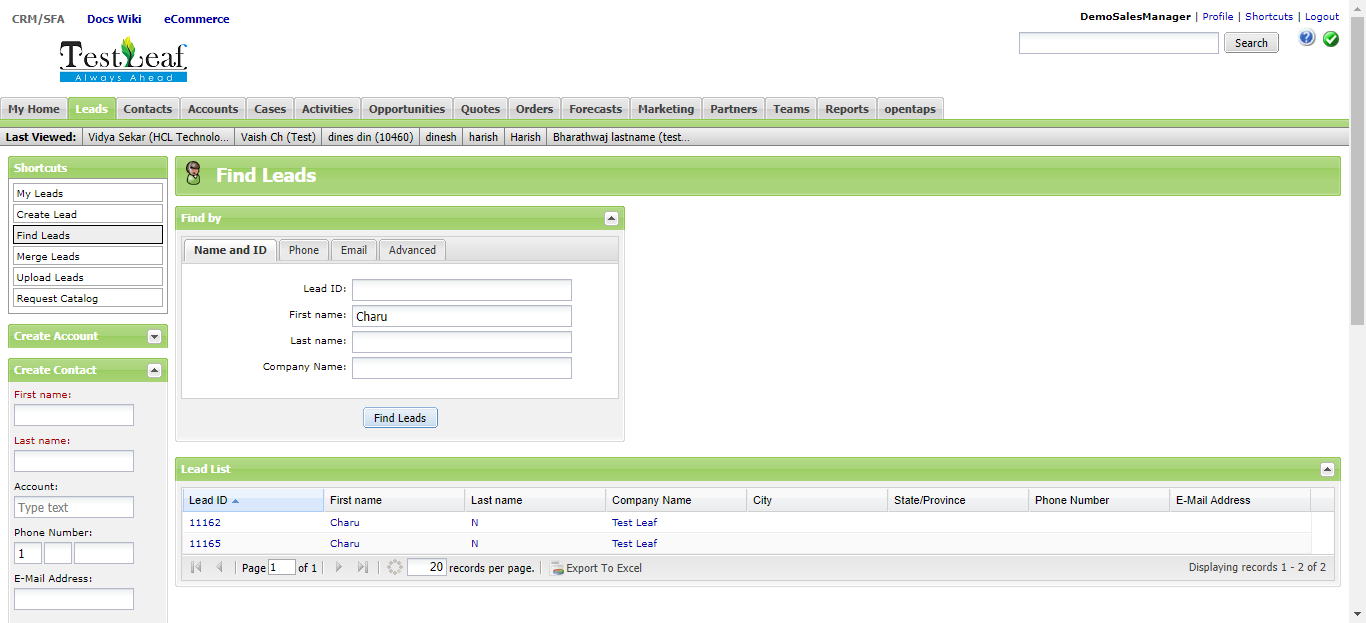 CRM/SFA Docs Wiki eCommerce
DemoSalesManager | Profile | Shortcuts | Logout
TestLeaf
Always Ahead
Search
My Home Leads Contacts Accounts Cases Activities Opportunities Quotes Orders Forecasts Marketing Partners Teams Reports opentaps
Last Viewed: Vidya Sekar (HCL Technolo... Vaish Ch (Test) dines din (10460) dinesh harish Harish Bharathwaj lastname (test...
Shortcuts
My Leads
Create Lead
Find Leads
Merge Leads
Upload Leads
Request Catalog
Create Account
Create Contact
First name:
Last name:
Account:
Type text
Phone Number:
1
E-Mail Address:
Find Leads
Find by
Name and ID Phone Email Advanced
Lead ID:
First name: Charu
Last name:
Company Name:
Find Leads
Lead List
Lead ID First name Last name Company Name City State/Province Phone Number E-Mail Address
11162 Charu N Test Leaf
11165 Charu N Test Leaf
Page 1 of 1 20 records per page. Export To Excel Displaying records 1 - 2 of 2